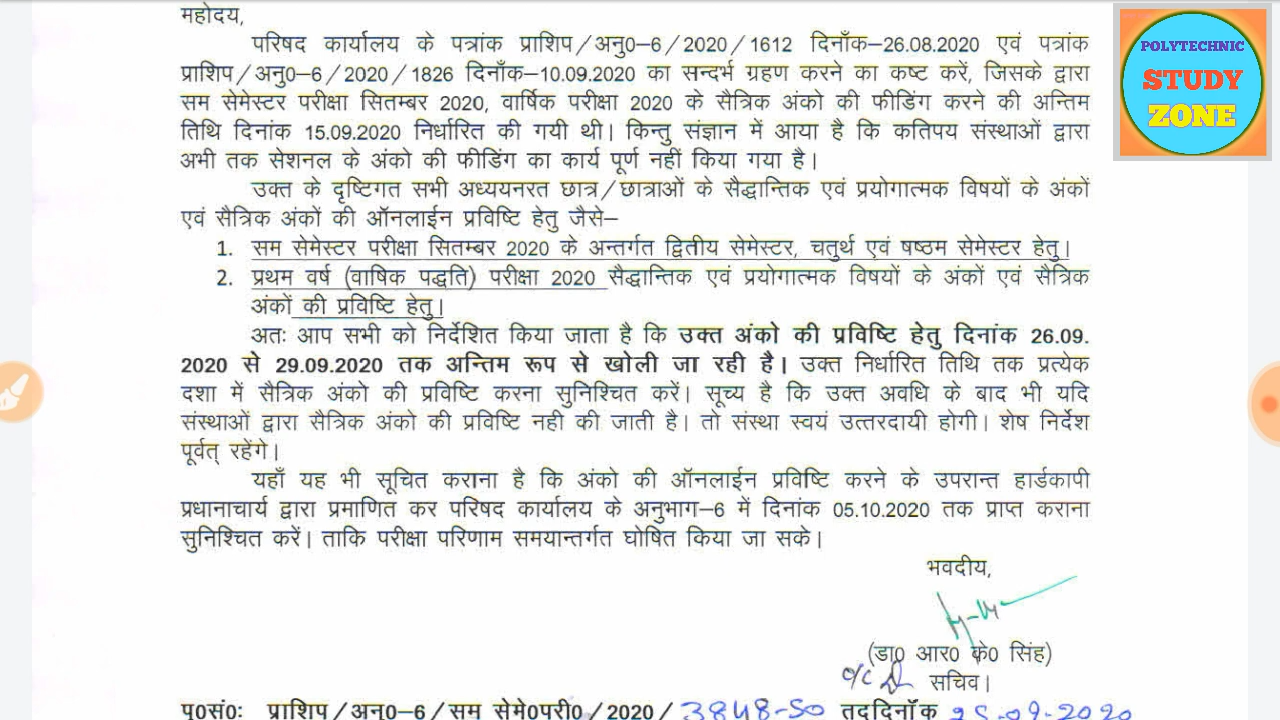 महोदय,
परिषद कार्यालय के पत्रांक प्राशिप/अनु0–6/2020/1612 दिनाँक–26.08.2020 एवं पत्रांक
प्राशिप/अनु0–6/2020/1826 दिनाँक–10.09.2020 का सन्दर्भ ग्रहण करने का कष्ट करें, जिसके द्वारा
सम सेमेस्टर परीक्षा सितम्बर 2020, वार्षिक परीक्षा 2020 के सैत्रिक अंको की फीडिंग करने की अन्तिम
तिथि दिनांक 15.09.2020 निर्धारित की गयी थी। किन्तु संज्ञान में आया है कि कतिपय संस्थाओं द्वारा
अभी तक सेशनल के अंको की फीडिंग का कार्य पूर्ण नहीं किया गया है।
उक्त के दृष्टिगत सभी अध्ययनरत छात्र/छात्राओं के सैद्धान्तिक एवं प्रयोगात्मक विषयों के अंकों
एवं सैत्रिक अंकों की ऑनलाईन प्रविष्टि हेतु जैसे–
1. सम सेमेस्टर परीक्षा सितम्बर 2020 के अन्तर्गत द्वितीय सेमेस्टर, चतुर्थ एवं षष्ठम सेमेस्टर हेतु।
2. प्रथम वर्ष (वाषिक पद्धति) परीक्षा 2020 सैद्धान्तिक एवं प्रयोगात्मक विषयों के अंकों एवं सैत्रिक
अंकों की प्रविष्टि हेतु।
अतः आप सभी को निर्देशित किया जाता है कि उक्त अंको की प्रविष्टि हेतु दिनांक 26.09.
2020 से 29.09.2020 तक अन्तिम रूप से खोली जा रही है। उक्त निर्धारित तिथि तक प्रत्येक
दशा में सैत्रिक अंको की प्रविष्टि करना सुनिश्चित करें। सूच्य है कि उक्त अवधि के बाद भी यदि
संस्थाओं द्वारा सैत्रिक अंको की प्रविष्टि नही की जाती है। तो संस्था स्वयं उत्तरदायी होगी। शेष निर्देश
पूर्वत् रहेंगे।
यहाँ यह भी सूचित कराना है कि अंको की ऑनलाईन प्रविष्टि करने के उपरान्त हार्डकापी
प्रधानाचार्य द्वारा प्रमाणित कर परिषद कार्यालय के अनुभाग–6 में दिनांक 05.10.2020 तक प्राप्त कराना
सुनिश्चित करें। ताकि परीक्षा परिणाम समयान्तर्गत घोषित किया जा सके।
भवदीय,
(डा0 आर0 के0 सिंह)
सचिव।
पृ0सं0: प्राशिप/अनु0–6/सम सेमे0परी0/2020/3848-50 तद्दिनाँक 25.09.2020
POLYTECHNIC
STUDY
ZONE